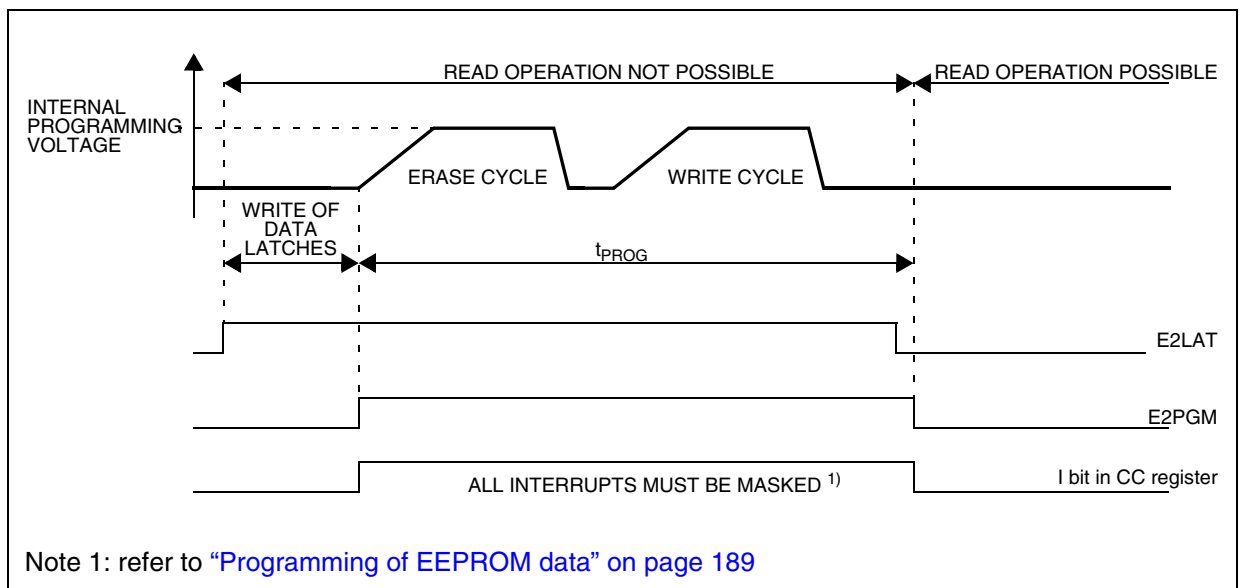 READ OPERATION NOT POSSIBLE
READ OPERATION POSSIBLE
INTERNAL
PROGRAMMING
VOLTAGE
ERASE CYCLE
WRITE CYCLE
WRITE OF
DATA
LATCHES
tPROG
E2LAT
E2PGM
ALL INTERRUPTS MUST BE MASKED 1)
I bit in CC register
Note 1: refer to “Programming of EEPROM data” on page 189